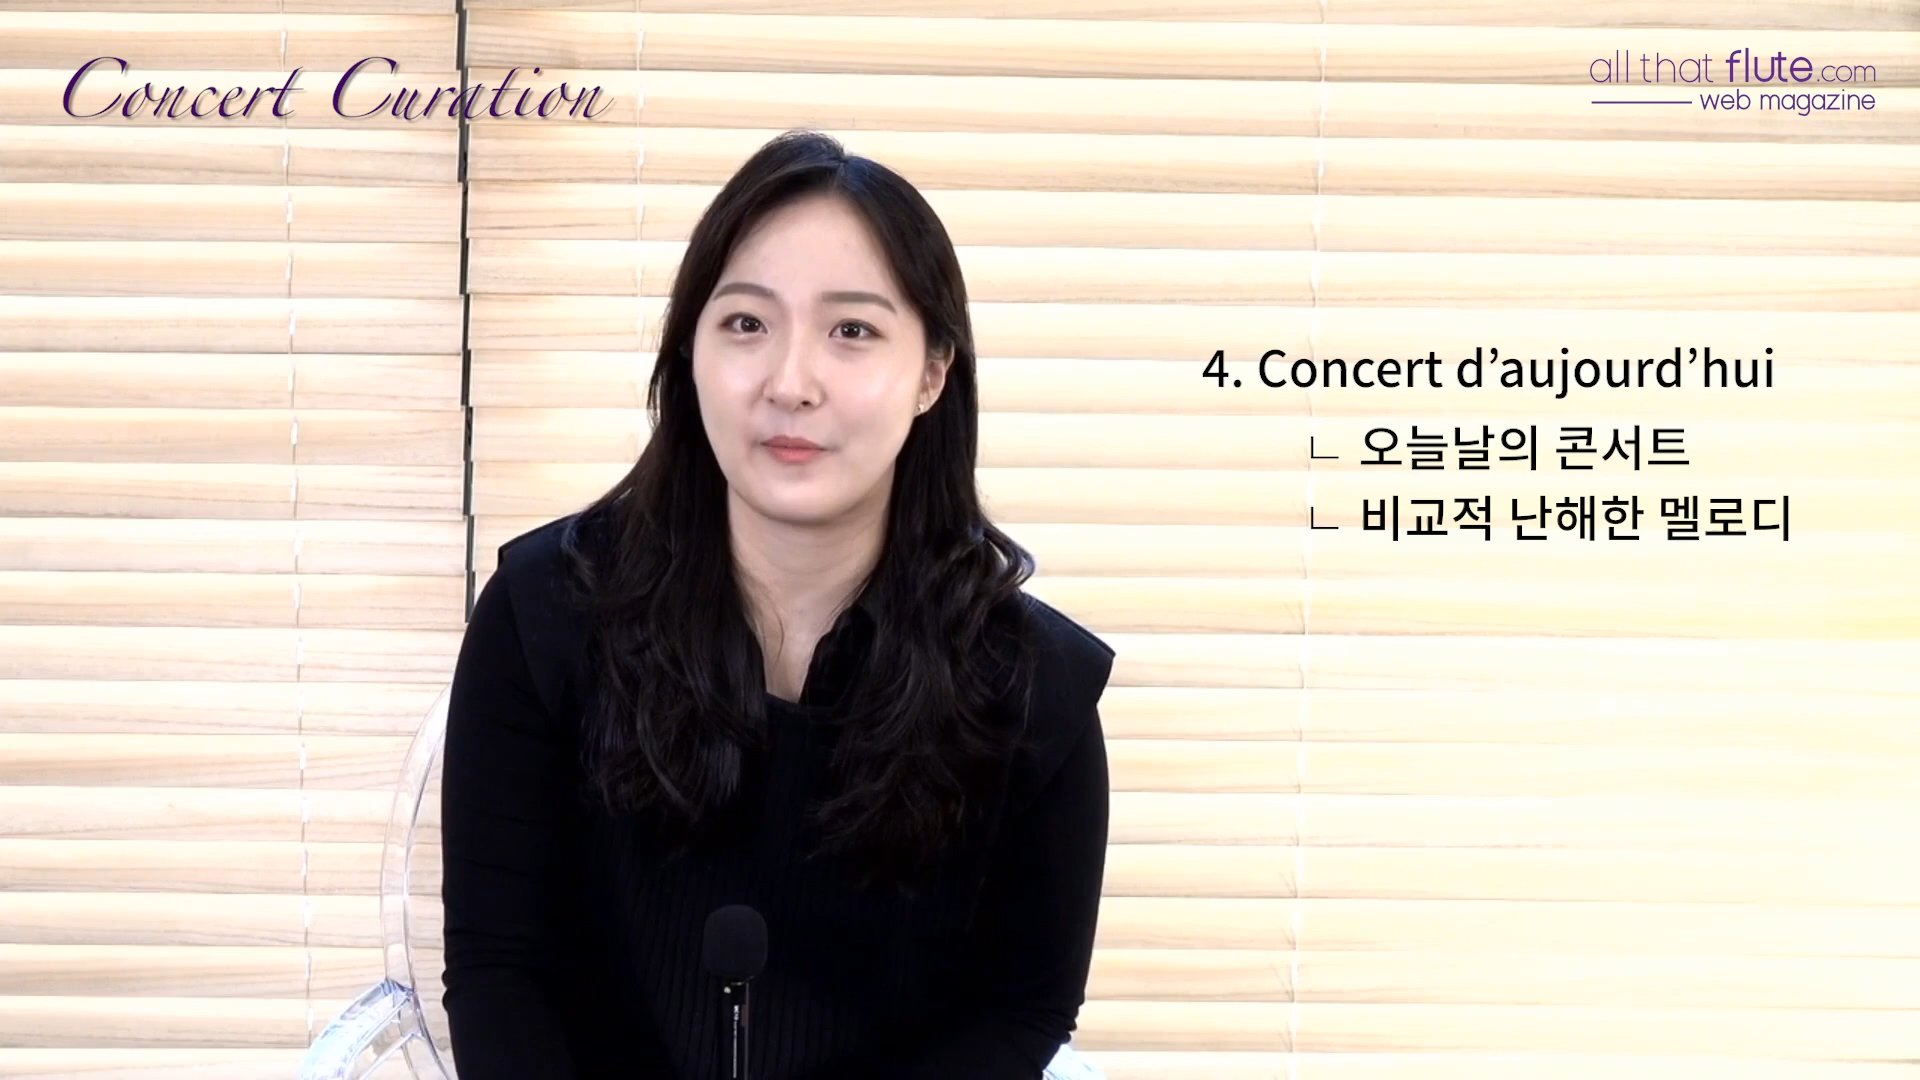 Concert Curation
all that flute.com
web magazine
4. Concert d’aujourd’hui
ㄴ 오늘날의 콘서트
ㄴ 비교적 난해한 멜로디